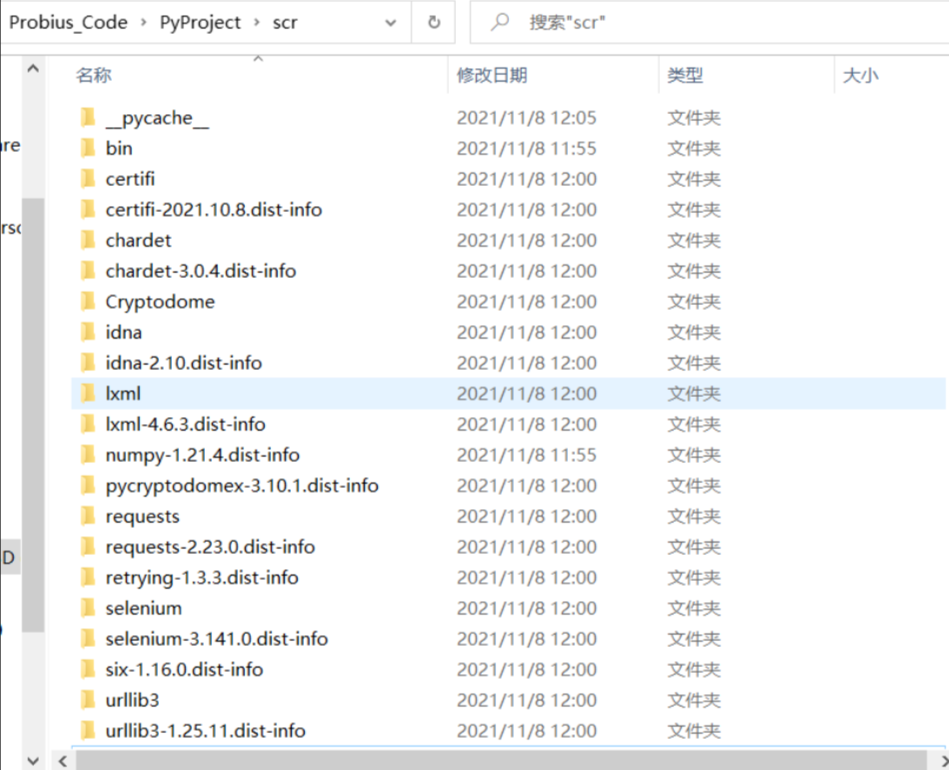 Probius_Code › PyProject › scr 搜索"scr"
名称 修改日期 类型 大小
__pycache__ 2021/11/8 12:05 文件夹
bin 2021/11/8 11:55 文件夹
certifi 2021/11/8 12:00 文件夹
certifi-2021.10.8.dist-info 2021/11/8 12:00 文件夹
chardet 2021/11/8 12:00 文件夹
chardet-3.0.4.dist-info 2021/11/8 12:00 文件夹
Cryptodome 2021/11/8 12:00 文件夹
idna 2021/11/8 12:00 文件夹
idna-2.10.dist-info 2021/11/8 12:00 文件夹
lxml 2021/11/8 12:00 文件夹
lxml-4.6.3.dist-info 2021/11/8 12:00 文件夹
numpy-1.21.4.dist-info 2021/11/8 11:55 文件夹
pycryptodomex-3.10.1.dist-info 2021/11/8 12:00 文件夹
requests 2021/11/8 12:00 文件夹
requests-2.23.0.dist-info 2021/11/8 12:00 文件夹
retrying-1.3.3.dist-info 2021/11/8 12:00 文件夹
selenium 2021/11/8 12:00 文件夹
selenium-3.141.0.dist-info 2021/11/8 12:00 文件夹
six-1.16.0.dist-info 2021/11/8 12:00 文件夹
urllib3 2021/11/8 12:00 文件夹
urllib3-1.25.11.dist-info 2021/11/8 12:00 文件夹